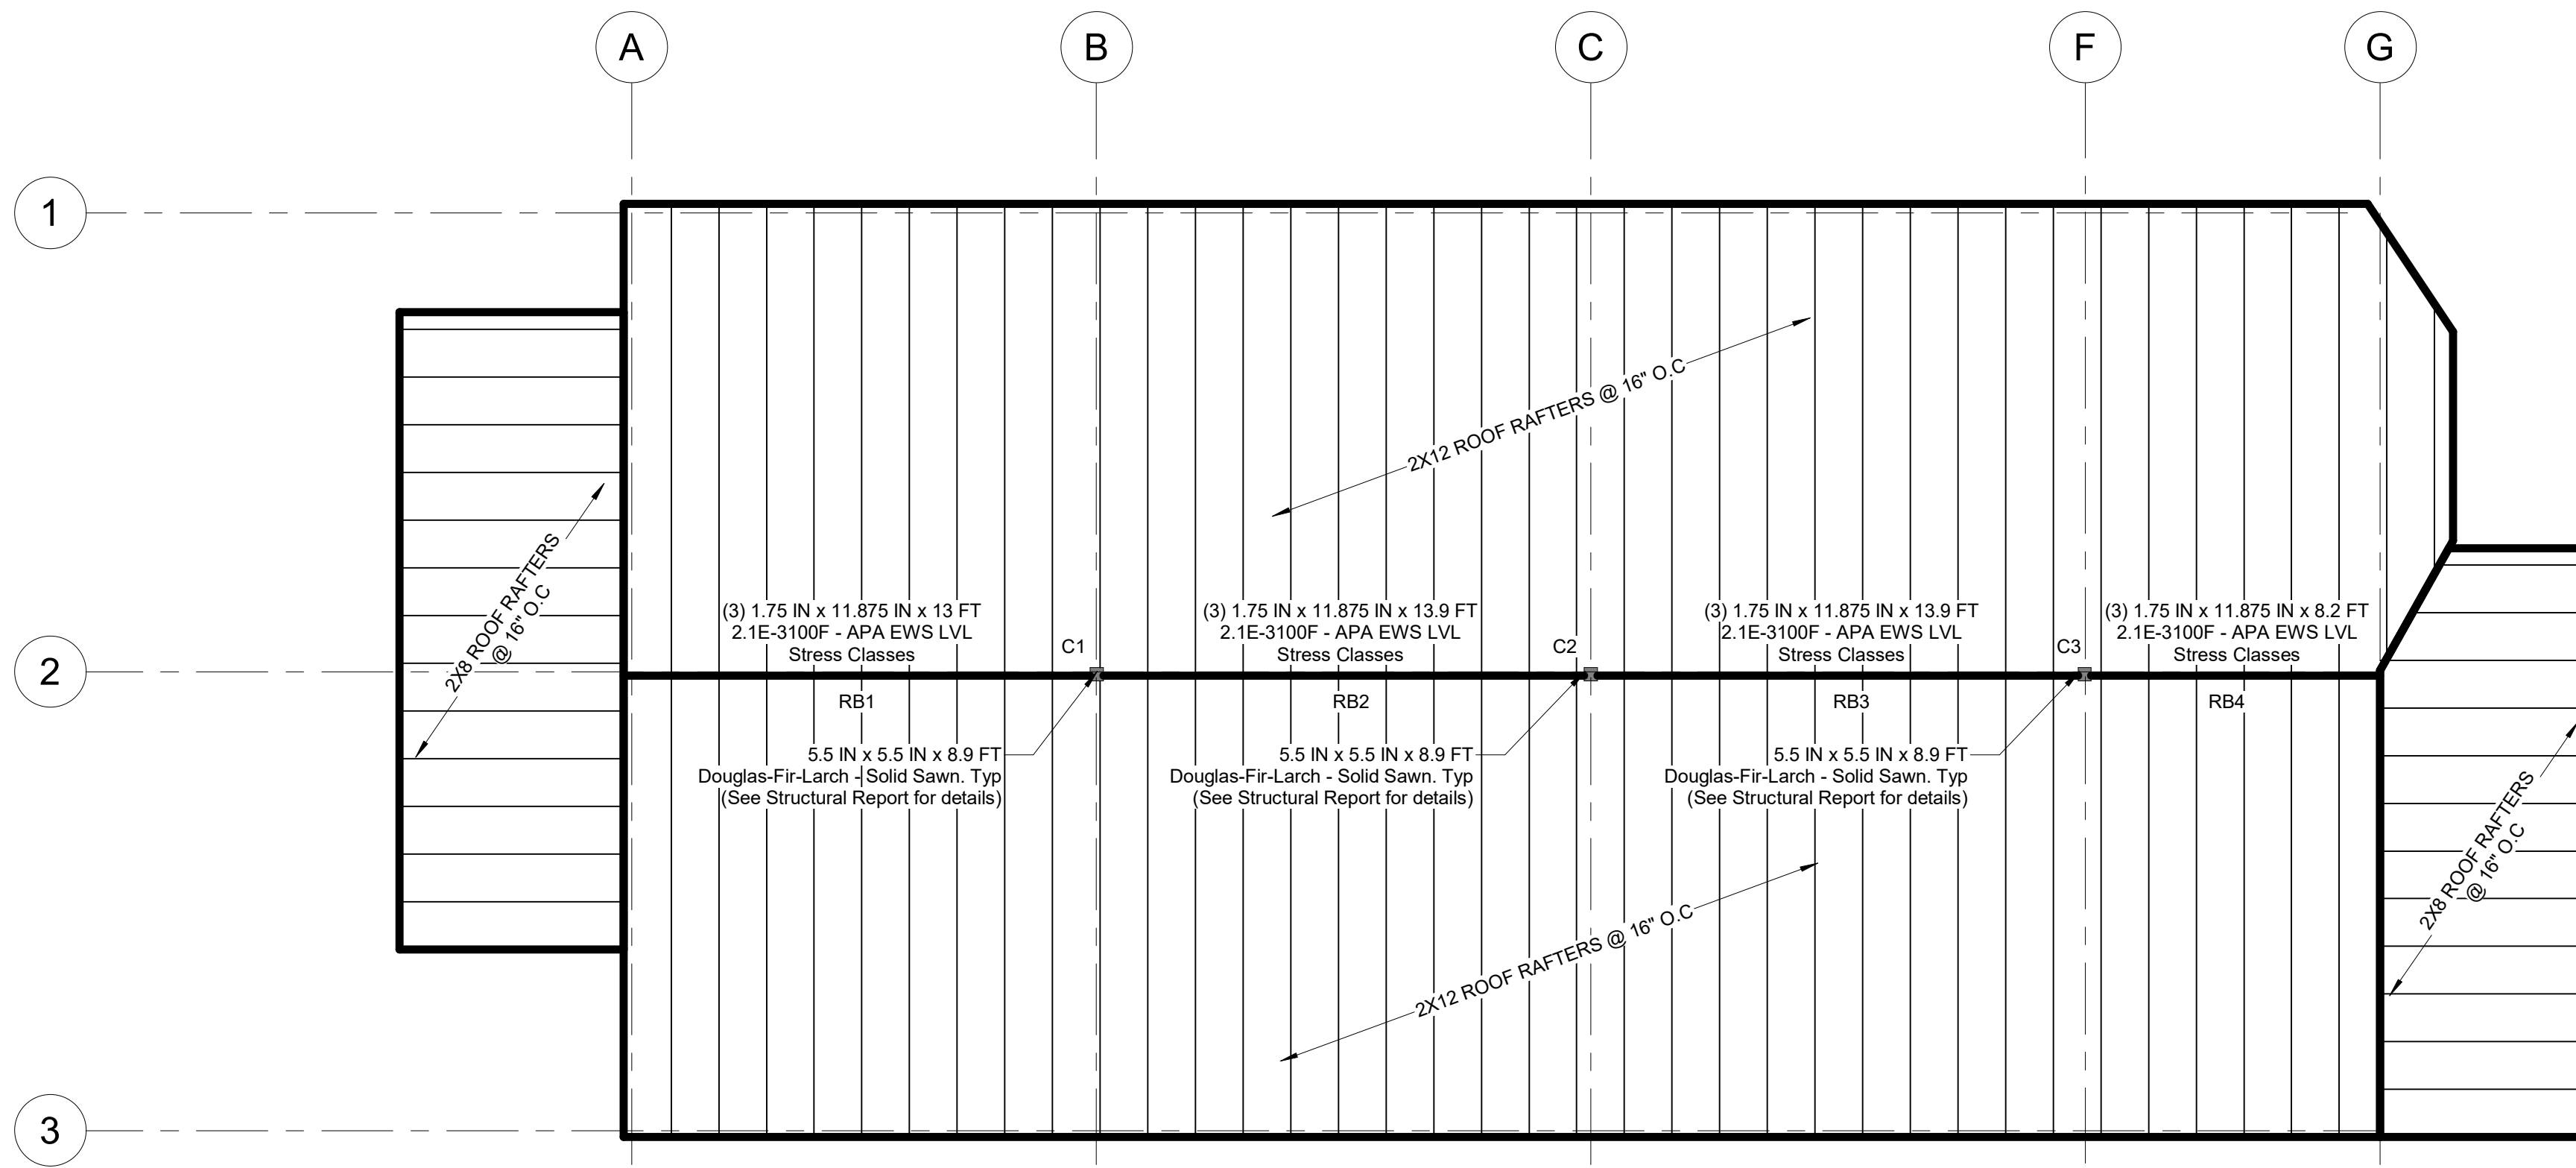 A
B
C
F
G
1
2
3
2X12 ROOF RAFTERS @ 16" O.C
2X8 ROOF RAFTERS
@ 16" O.C
(3) 1.75 IN x 11.875 IN x 13 FT
2.1E-3100F - APA EWS LVL
Stress Classes
C1
(3) 1.75 IN x 11.875 IN x 13.9 FT
2.1E-3100F - APA EWS LVL
Stress Classes
C2
(3) 1.75 IN x 11.875 IN x 13.9 FT
2.1E-3100F - APA EWS LVL
Stress Classes
C3
(3) 1.75 IN x 11.875 IN x 8.2 FT
2.1E-3100F - APA EWS LVL
Stress Classes
RB1
RB2
RB3
RB4
5.5 IN x 5.5 IN x 8.9 FT
Douglas-Fir-Larch - Solid Sawn. Typ
(See Structural Report for details)
5.5 IN x 5.5 IN x 8.9 FT
Douglas-Fir-Larch - Solid Sawn. Typ
(See Structural Report for details)
5.5 IN x 5.5 IN x 8.9 FT
Douglas-Fir-Larch - Solid Sawn. Typ
(See Structural Report for details)
2X8 ROOF RAFTERS
@ 16" O.C
2X12 ROOF RAFTERS @ 16" O.C